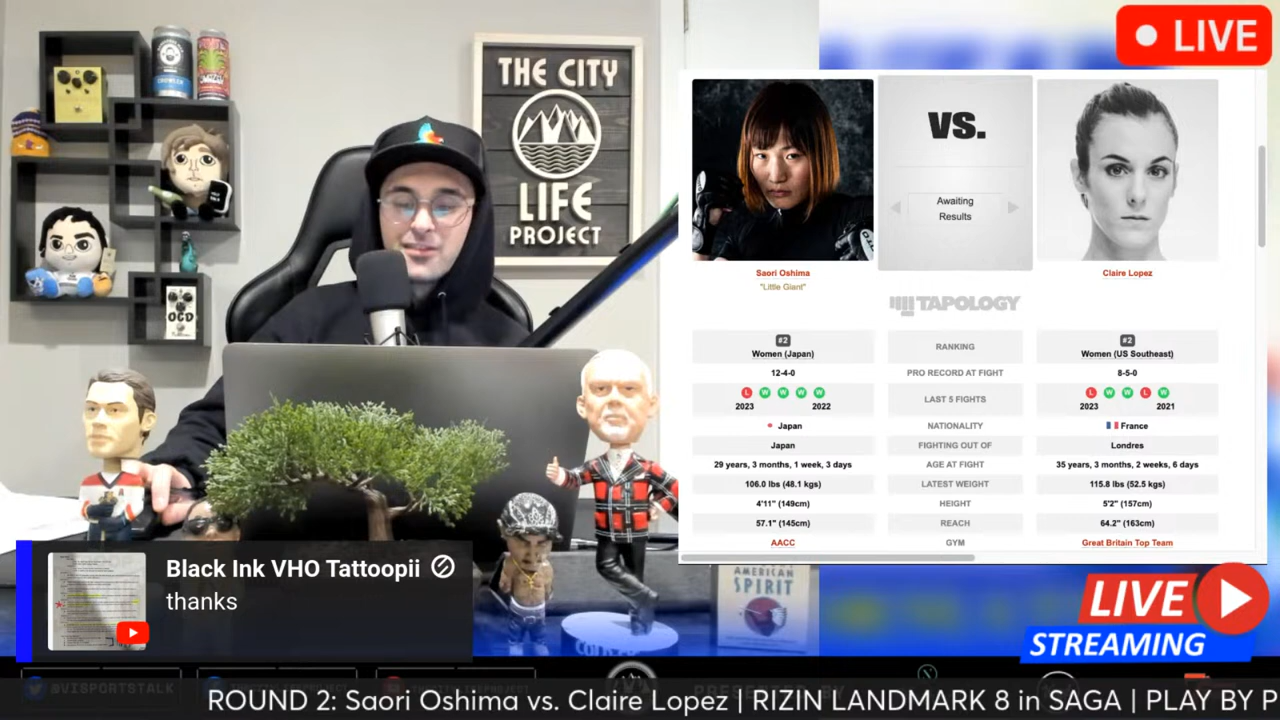 LIVE
THE CITY
LIFE
PROJECT
OCD
VS.
Awaiting
Results
Saori Oshima
"Little Giant"
Claire Lopez
TAPOLOGY
#2
Women (Japan)
RANKING
#2
Women (US Southeast)
12-4-0
PRO RECORD AT FIGHT
8-5-0
L W W W W
2023 2022
LAST 5 FIGHTS
L W W L W
2023 2021
Japan
NATIONALITY
France
Japan
FIGHTING OUT OF
Londres
29 years, 3 months, 1 week, 3 days
AGE AT FIGHT
35 years, 3 months, 2 weeks, 6 days
106.0 lbs (48.1 kgs)
LATEST WEIGHT
115.8 lbs (52.5 kgs)
4'11" (149cm)
HEIGHT
5'2" (157cm)
57.1" (145cm)
REACH
64.2" (163cm)
AACC
GYM
Great Britain Top Team
Black Ink VHO Tattoopii
thanks
AMERICAN
SPIRIT
LIVE
STREAMING
@VISPORTSTALK
PRESENTED BY
ROUND 2: Saori Oshima vs. Claire Lopez | RIZIN LANDMARK 8 in SAGA | PLAY BY P